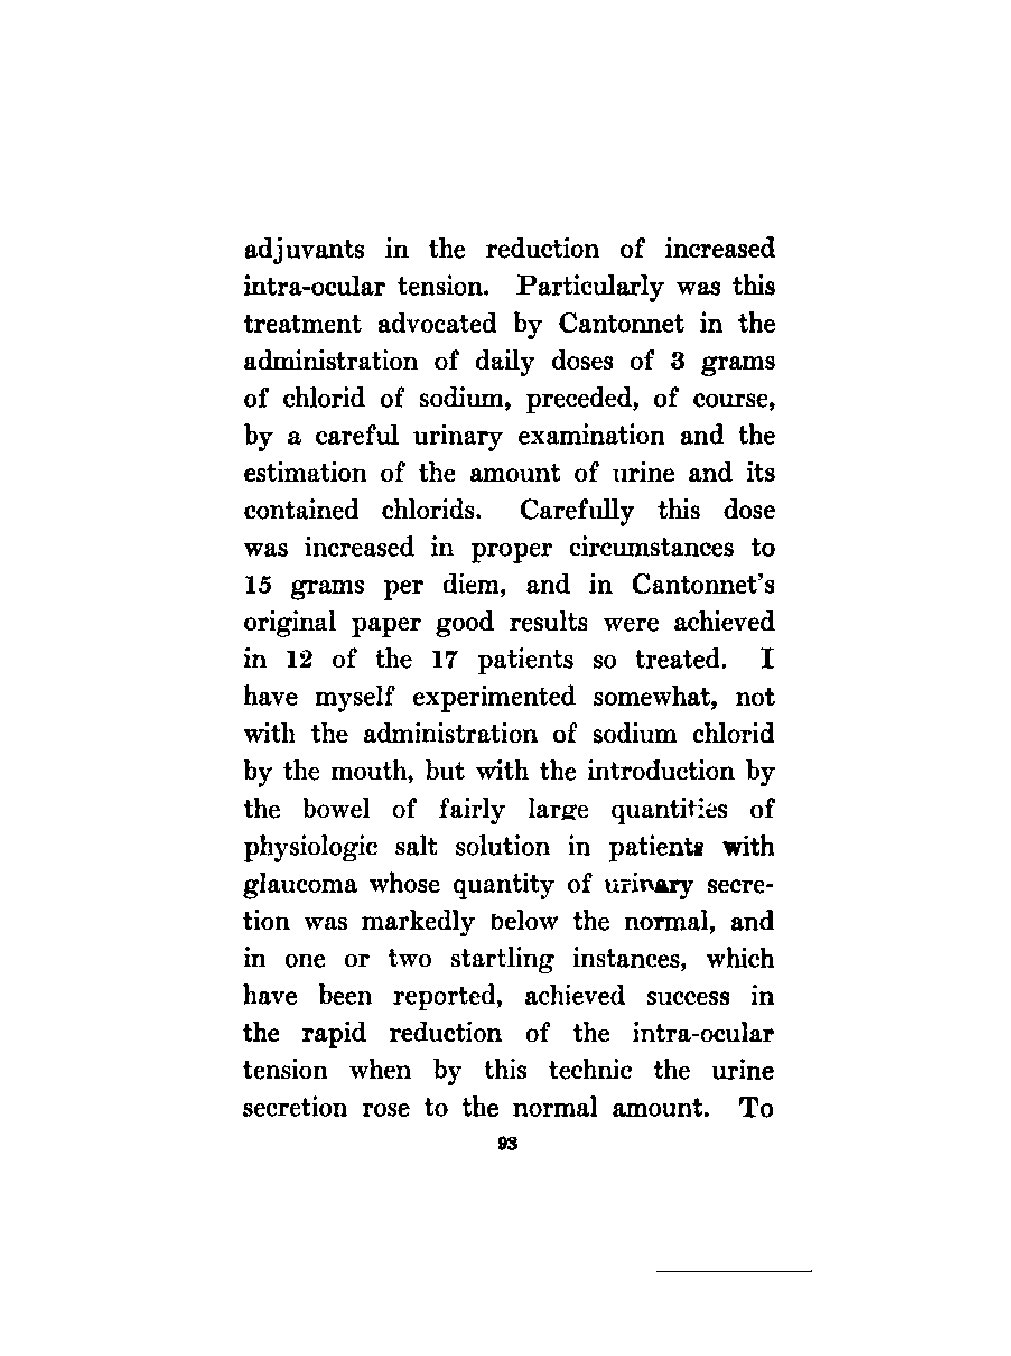 adjuvants in the reduction of increased
intra-ocular tension. Particularly was this
treatment advocated by Cantonnet in the
administration of daily doses of 3 grams
of chlorid of sodium, preceded, of course,
by a careful urinary examination and the
estimation of the amount of urine and its
contained chlorids. Carefully this dose
was increased in proper circumstances to
15 grams per diem, and in Cantonnet's
original paper good results were achieved
in 12 of the 17 patients so treated. I
have myself experimented somewhat, not
with the administration of sodium chlorid
by the mouth, but with the introduction by
the bowel of fairly large quantities of
physiologic salt solution in patients with
glaucoma whose quantity of urinary secre-
tion was markedly below the normal, and
in one or two startling instances, which
have been reported, achieved success in
the rapid reduction of the intra-ocular
tension when by this technic the urine
secretion rose to the normal amount. To
93